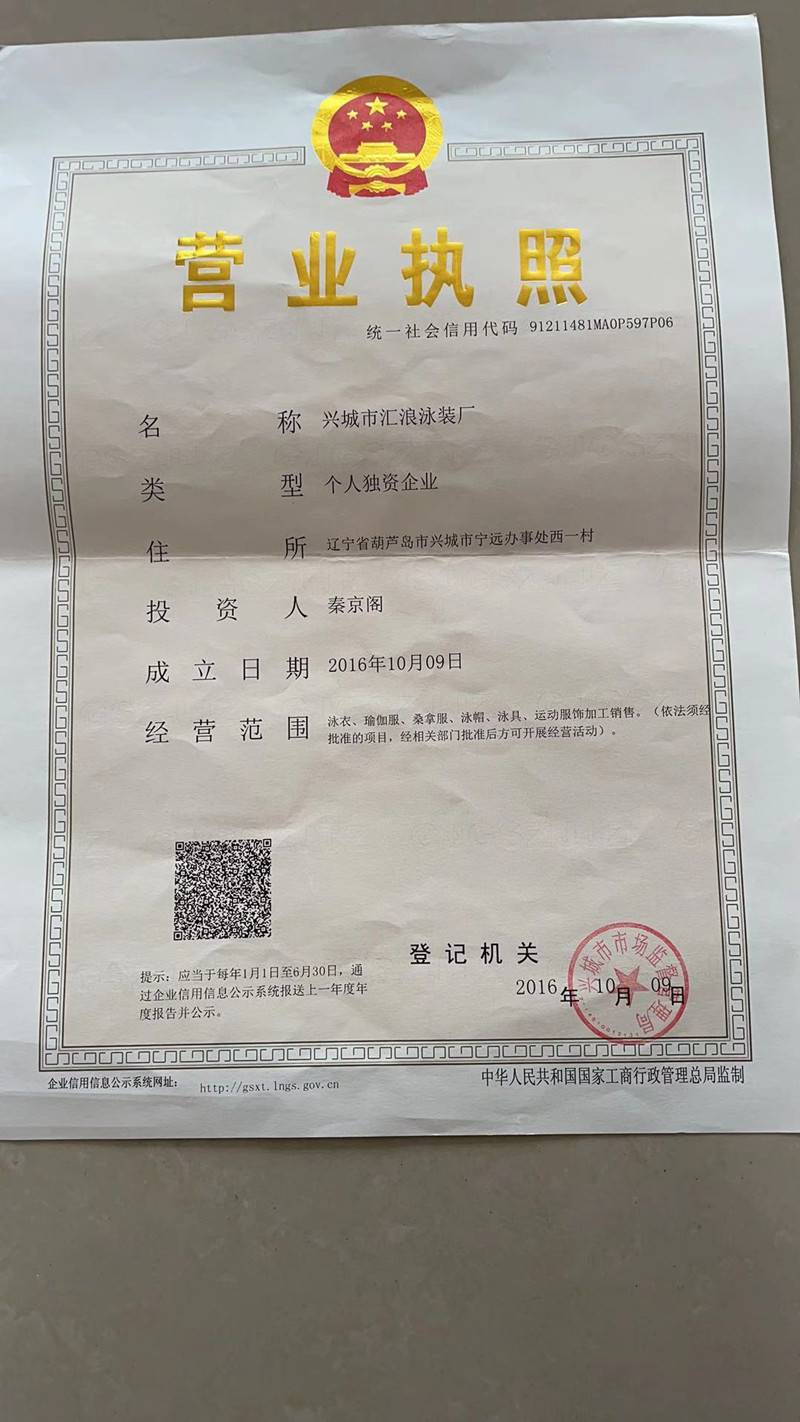 营业执照
统一社会信用代码 91211481MA0P597P06
名称 兴城市汇浪泳装厂
类型 个人独资企业
住所 辽宁省葫芦岛市兴城市宁远办事处西一村
投资人 秦京阁
成立日期 2016年10月09日
经营范围 泳衣、瑜伽服、桑拿服、泳帽、泳具、运动服饰加工销售。（依法须经
批准的项目，经相关部门批准后方可开展经营活动）。
登记机关
兴城市市场监督管理局
2016年10月09日
提示：应当于每年1月1日至6月30日，通
过企业信用信息公示系统报送上一年度年
度报告并公示。
企业信用信息公示系统网址： http://gsxt.lngs.gov.cn
中华人民共和国国家工商行政管理总局监制